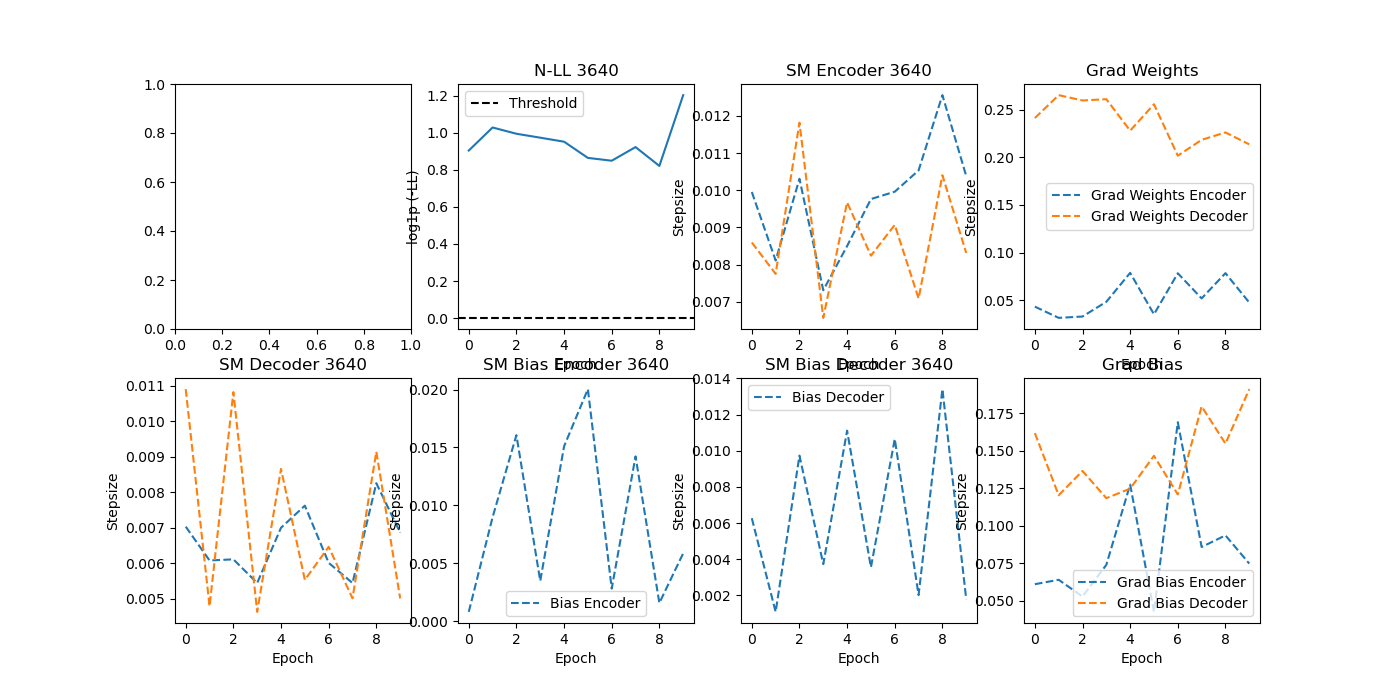 N-LL 3640
SM Encoder 3640
Grad Weights
1.0
0.8
0.6
0.4
0.2
0.0
0.0 0.2 0.4 0.6 0.8 1.0
log1p (-LL)
1.2
1.0
0.8
0.6
0.4
0.2
0.0
Threshold
0 2 4 6 8
Epoch
Stepsize
0.012
0.011
0.010
0.009
0.008
0.007
0 2 4 6 8
Epoch
Stepsize
0.25
0.20
0.15
0.10
0.05
Grad Weights Encoder
Grad Weights Decoder
0 2 4 6 8
Epoch
SM Decoder 3640
SM Bias Encoder 3640
SM Bias Decoder 3640
Grad Bias
Stepsize
0.011
0.010
0.009
0.008
0.007
0.006
0.005
0 2 4 6 8
Epoch
Stepsize
0.020
0.015
0.010
0.005
0.000
Bias Encoder
0 2 4 6 8
Epoch
Stepsize
0.014
0.012
0.010
0.008
0.006
0.004
0.002
Bias Decoder
0 2 4 6 8
Epoch
Stepsize
0.175
0.150
0.125
0.100
0.075
0.050
Grad Bias Encoder
Grad Bias Decoder
0 2 4 6 8
Epoch